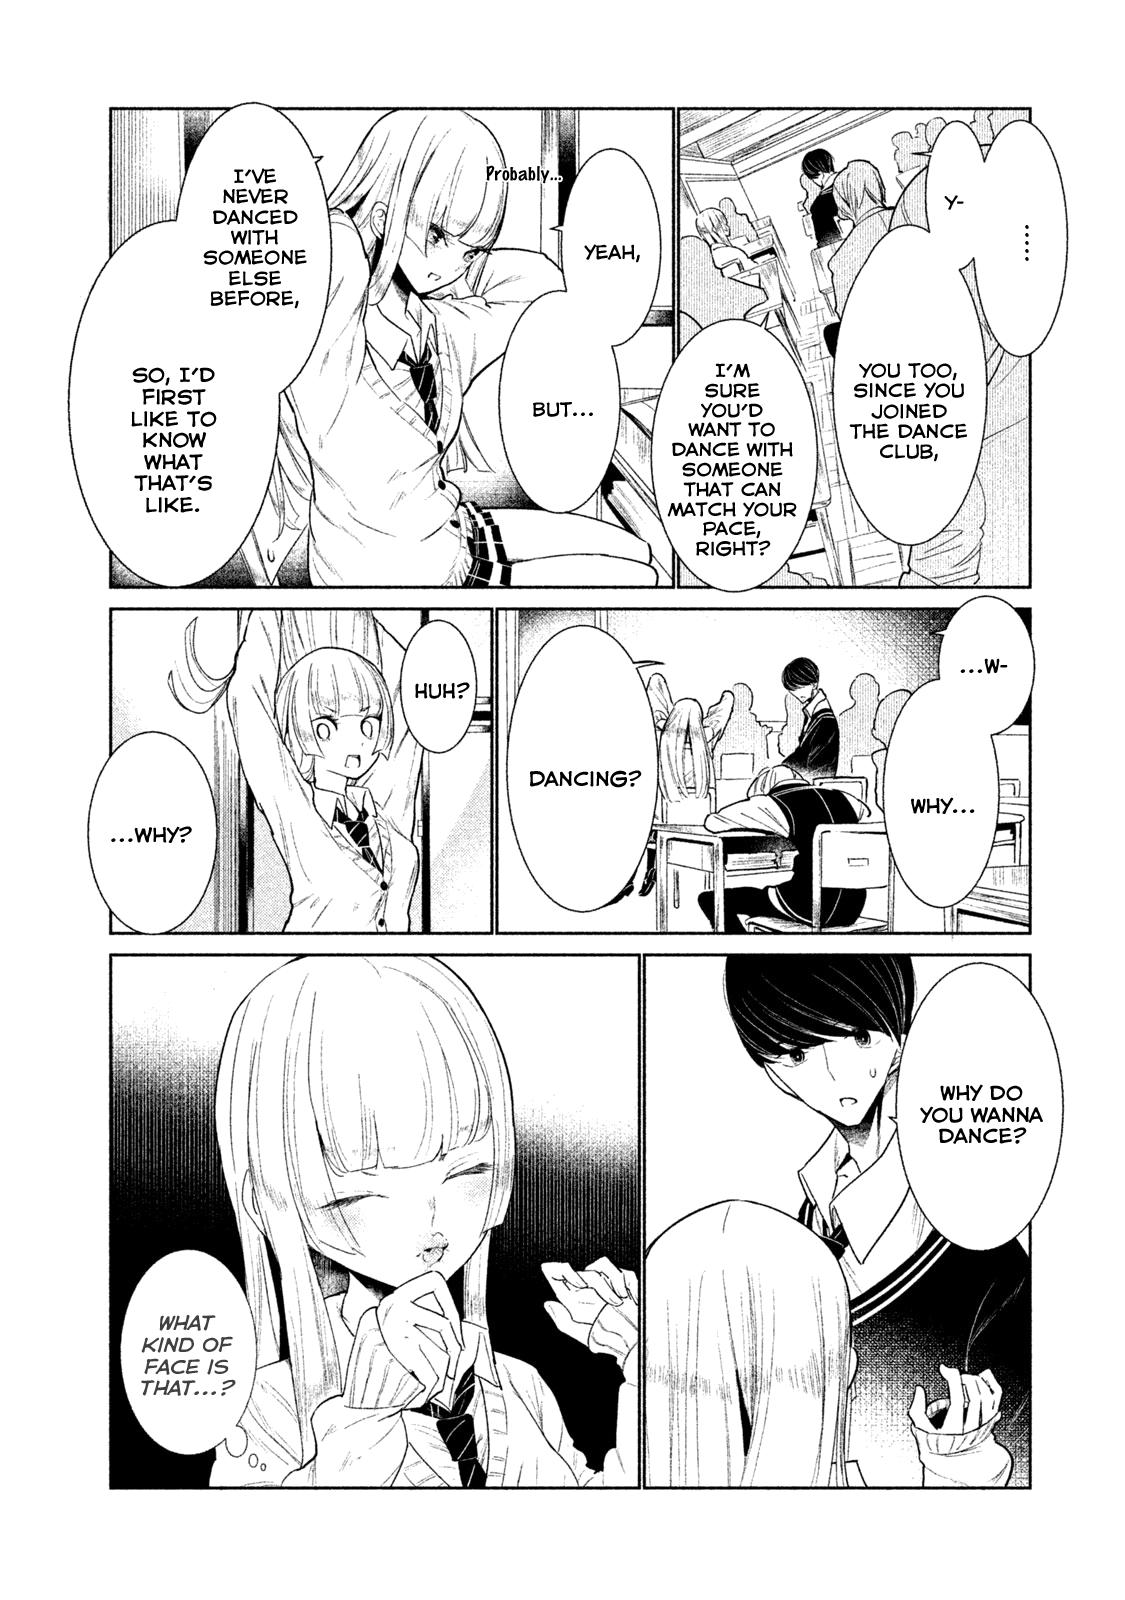 ......
Y-
YOU TOO,
SINCE YOU
JOINED
THE DANCE
CLUB,
I'M
SURE
YOU'D
WANT TO
DANCE WITH
SOMEONE
THAT CAN
MATCH YOUR
PACE,
RIGHT?
Probably...
YEAH,
BUT...
I'VE
NEVER
DANCED
WITH
SOMEONE
ELSE
BEFORE,
SO, I'D
FIRST
LIKE TO
KNOW
WHAT
THAT'S
LIKE.
...W-
WHY...
DANCING?
HUH?
...WHY?
WHY DO
YOU WANNA
DANCE?
WHAT
KIND OF
FACE IS
THAT...?